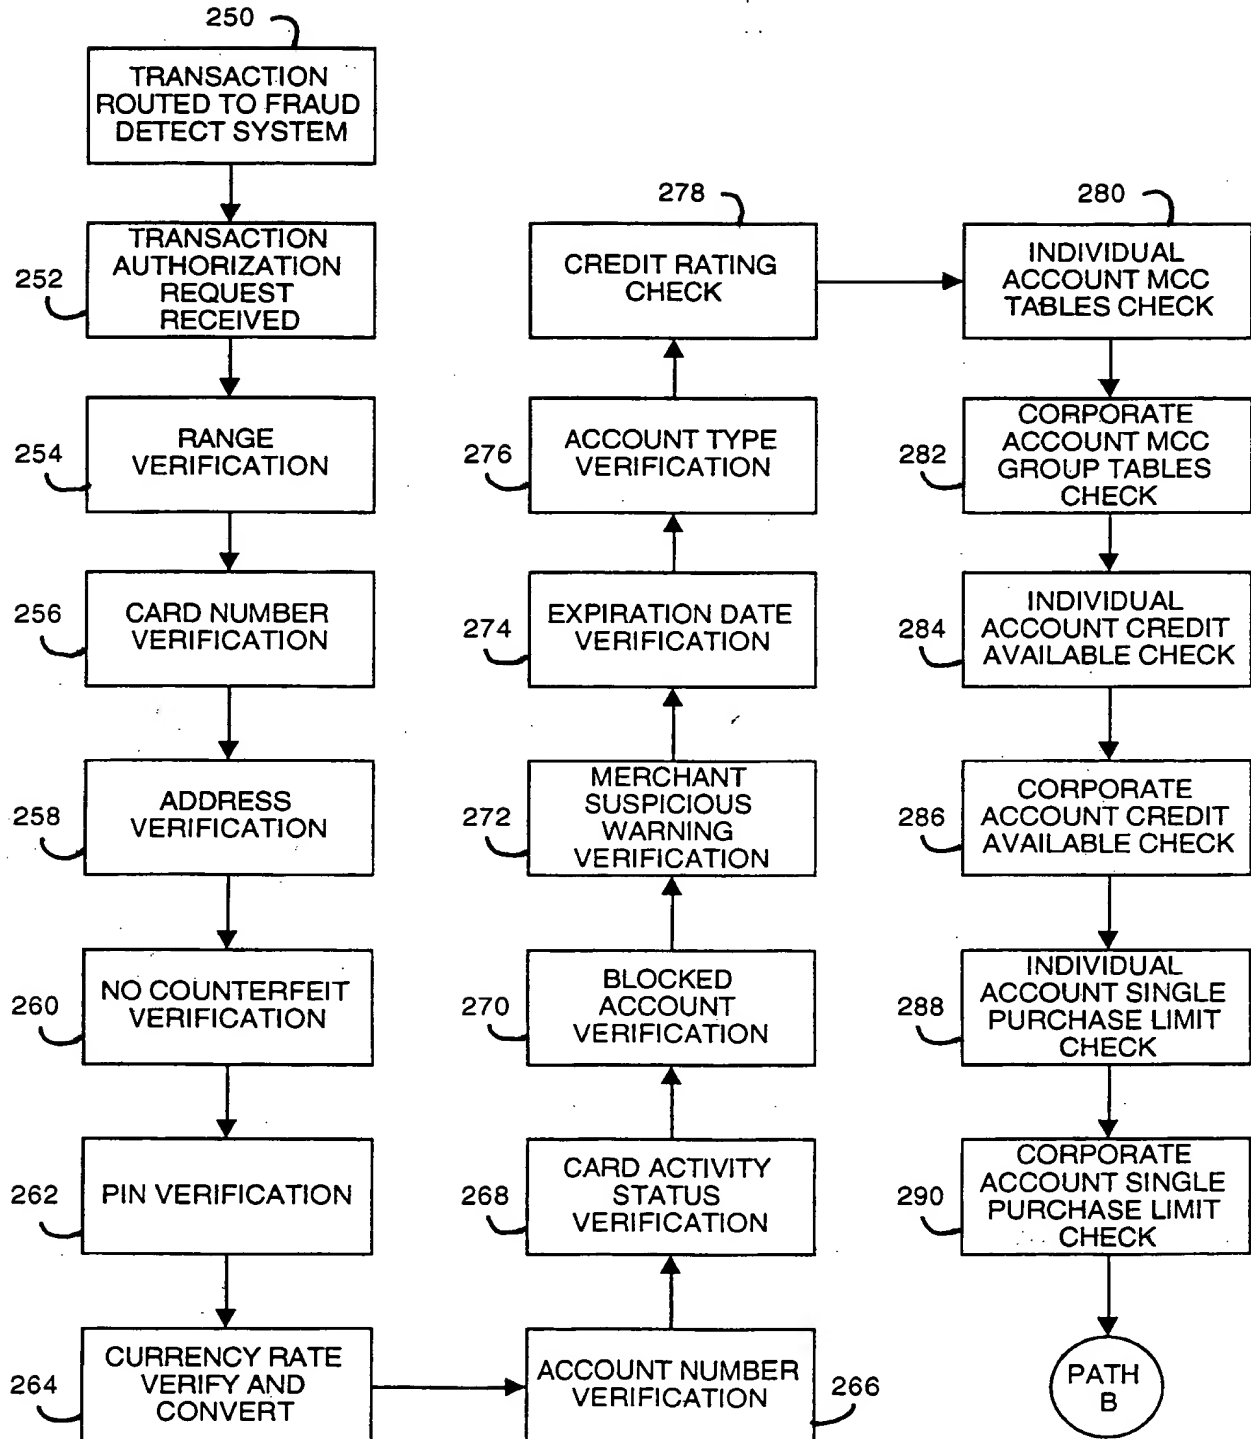 250
TRANSACTION
ROUTED TO FRAUD
DETECT SYSTEM
252
TRANSACTION
AUTHORIZATION
REQUEST
RECEIVED
254
RANGE
VERIFICATION
256
CARD NUMBER
VERIFICATION
258
ADDRESS
VERIFICATION
260
NO COUNTERFEIT
VERIFICATION
262
PIN VERIFICATION
264
CURRENCY RATE
VERIFY AND
CONVERT
ACCOUNT NUMBER
VERIFICATION
266
268
CARD ACTIVITY
STATUS
VERIFICATION
270
BLOCKED
ACCOUNT
VERIFICATION
272
MERCHANT
SUSPICIOUS
WARNING
VERIFICATION
274
EXPIRATION DATE
VERIFICATION
276
ACCOUNT TYPE
VERIFICATION
278
CREDIT RATING
CHECK
280
INDIVIDUAL
ACCOUNT MCC
TABLES CHECK
282
CORPORATE
ACCOUNT MCC
GROUP TABLES
CHECK
284
INDIVIDUAL
ACCOUNT CREDIT
AVAILABLE CHECK
286
CORPORATE
ACCOUNT CREDIT
AVAILABLE CHECK
288
INDIVIDUAL
ACCOUNT SINGLE
PURCHASE LIMIT
CHECK
290
CORPORATE
ACCOUNT SINGLE
PURCHASE LIMIT
CHECK
PATH
B